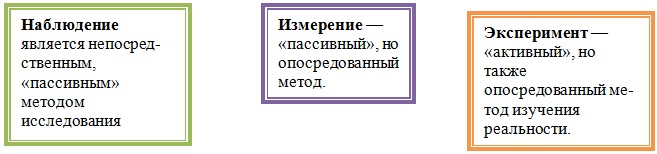 Наблюдение
является непосред-
ственным,
«пассивным»
методом
исследования
Измерение —
«пассивный», но
опосредованный
метод.
Эксперимент —
«активный», но
также
опосредованный ме-
тод изучения
реальности.